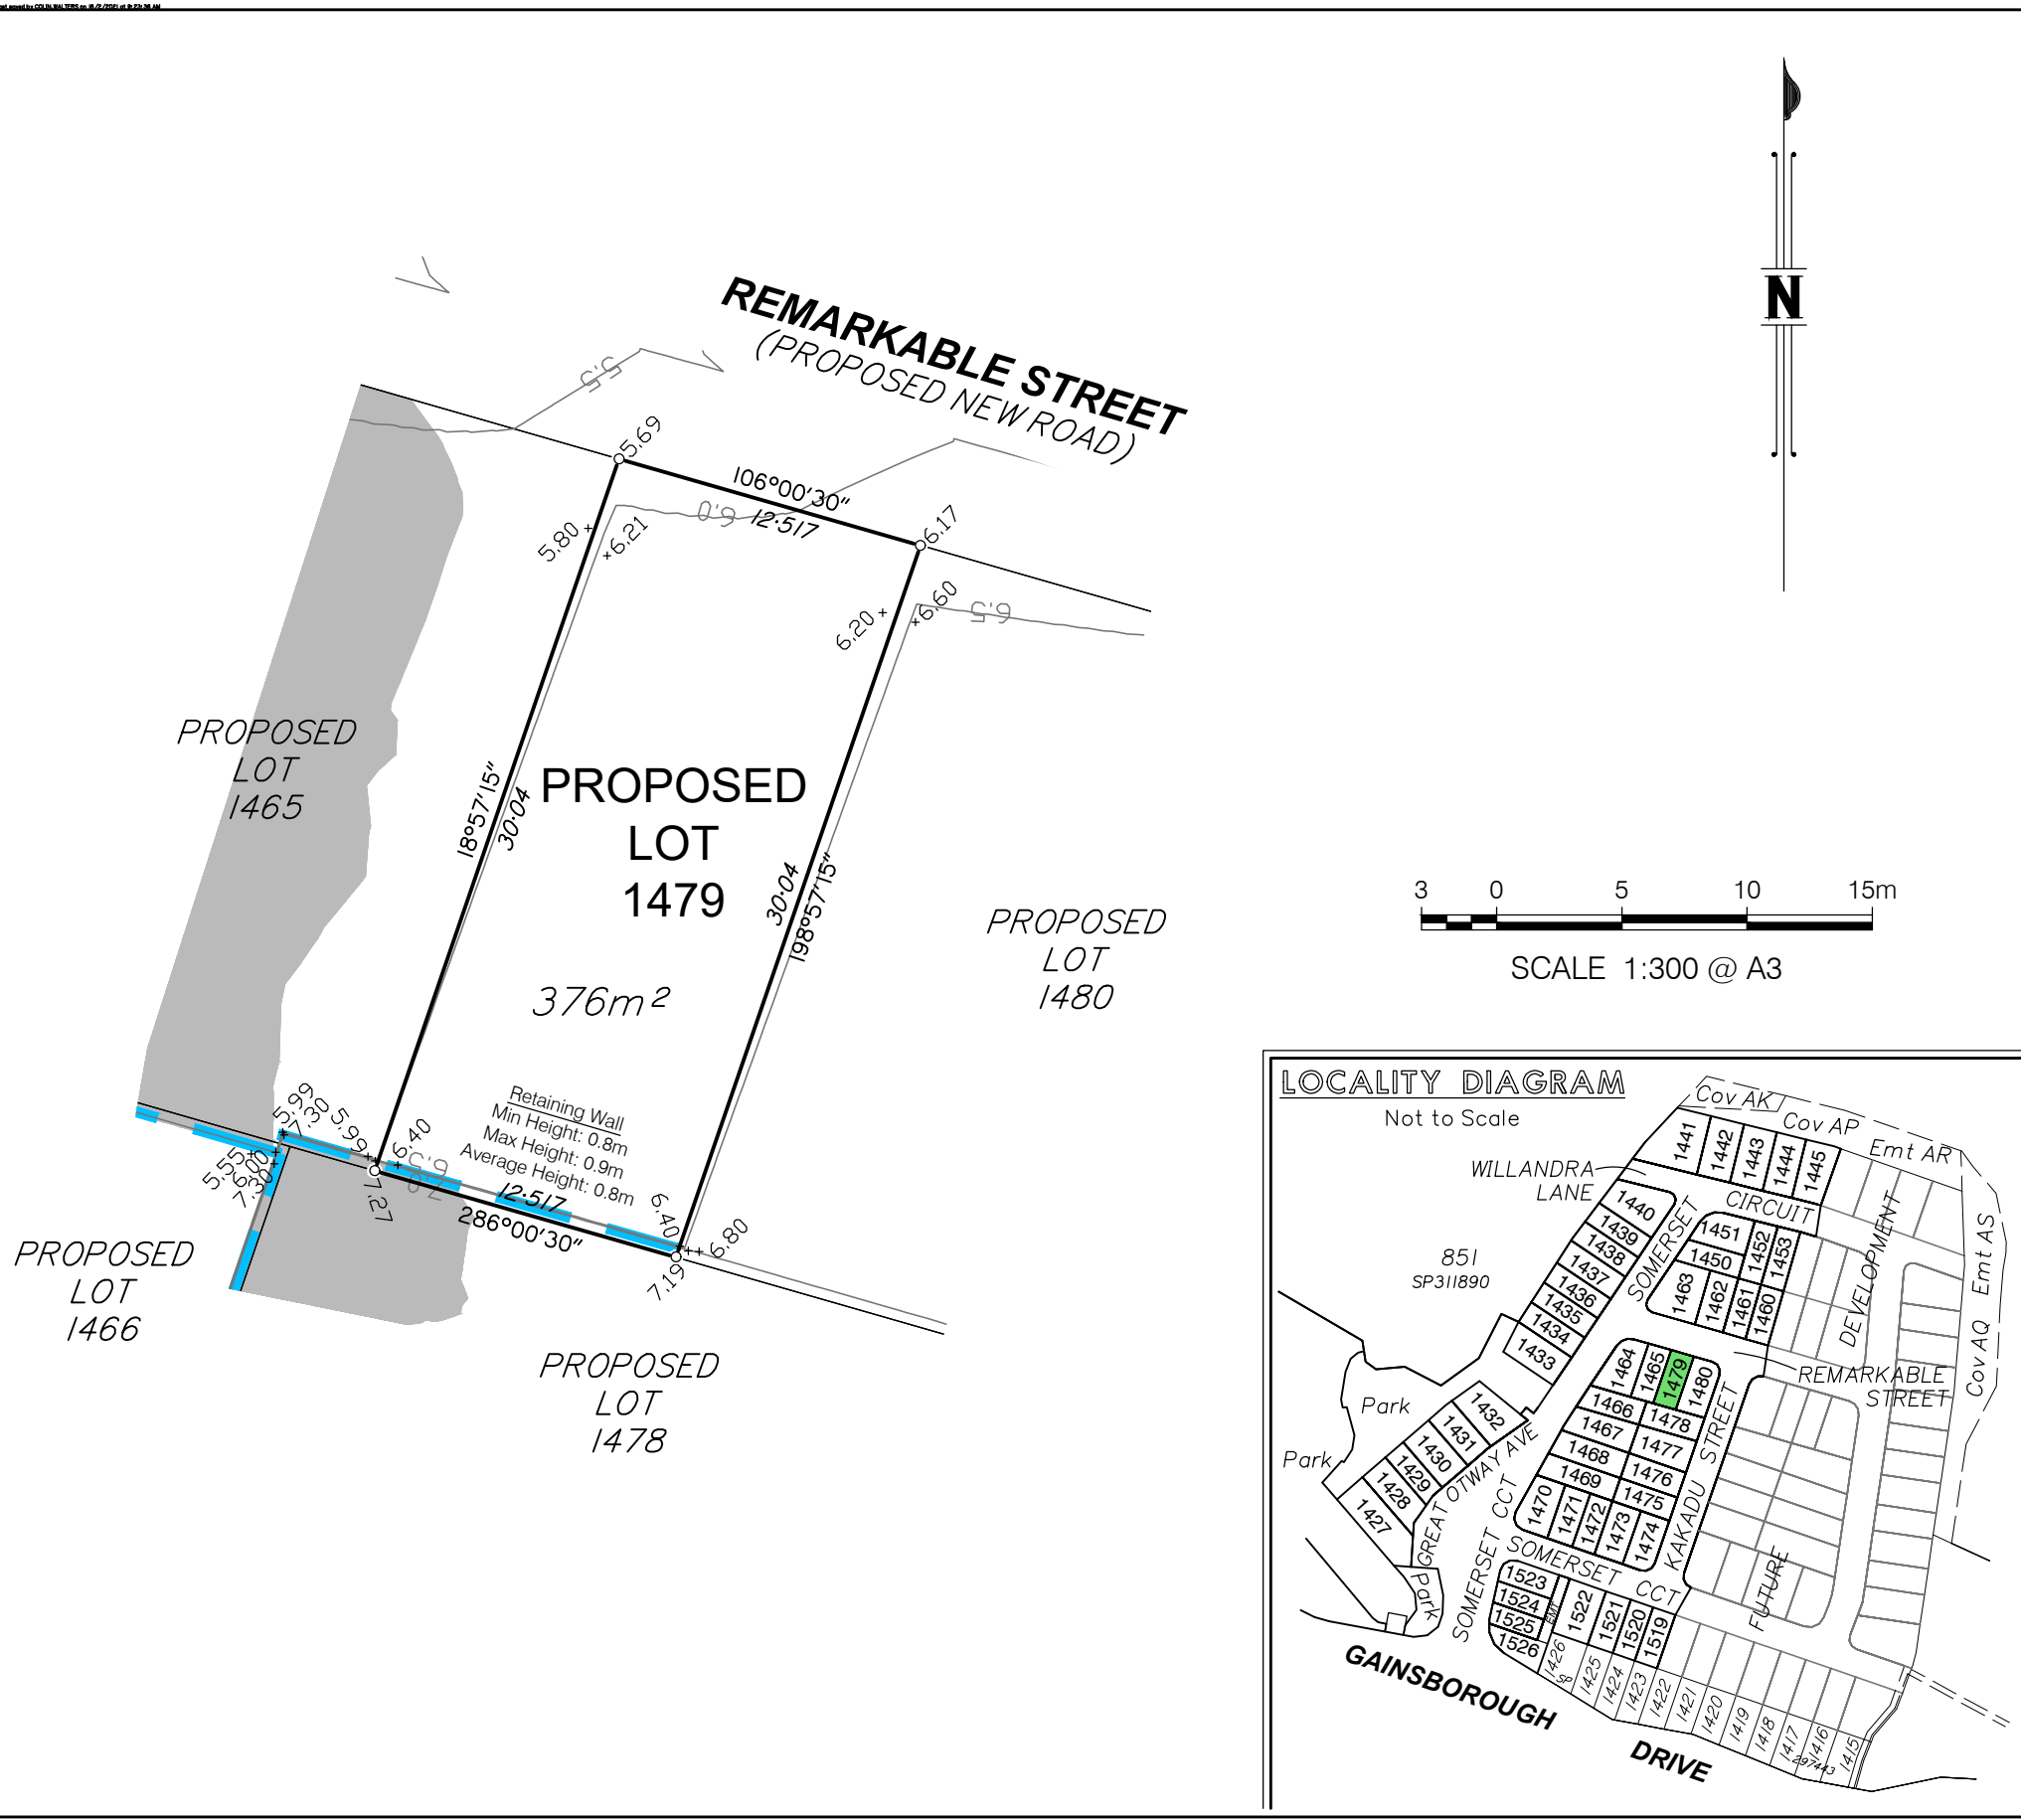 REMARKABLE STREET
(PROPOSED NEW ROAD)
N
5.5
5.69
106°00'30"
12·517
6.0
6.17
5.80
6.21
6.20
6.60
6.5
PROPOSED
LOT
1465
18°57'15"
30·04
PROPOSED
LOT
1479
376m²
30·04
198°57'15"
PROPOSED
LOT
1480
3 0 5 10 15m
SCALE 1:300 @ A3
Retaining Wall
Min Height: 0.8m
Max Height: 0.9m
Average Height: 0.8m
5.99
7.30
5.99
6.40
6.5
7.27
5.55
6.00
7.30
12·517
286°00'30"
6.40
6.80
7.19
PROPOSED
LOT
1466
PROPOSED
LOT
1478
LOCALITY DIAGRAM
Not to Scale
Cov AK
Cov AP
Emt AR
1441
1442
1443
1444
1445
WILLANDRA
LANE
SOMERSET
CIRCUIT
1440
1439
1438
1437
1436
1435
1434
1433
1451
1450
1452
1453
1463
1462
1461
1460
DEVELOPMENT
Emt AS
Cov AQ
851
SP311890
1464
1465
1479
1480
REMARKABLE
STREET
Park
Park
1432
1431
1430
1429
1428
1427
GREAT OTWAY AVE
1466
1478
1467
1477
1468
1476
1469
1475
1470
1471
1472
1473
1474
KAKADU STREET
SOMERSET CCT
SOMERSET CCT
Park
1523
1524
1525
1526
EMT
1522
1521
1520
1519
FUTURE
1426
SP
1425
1424
1423
1422
1421
1420
1419
1418
1417
1416
1415
297443
GAINSBOROUGH
DRIVE